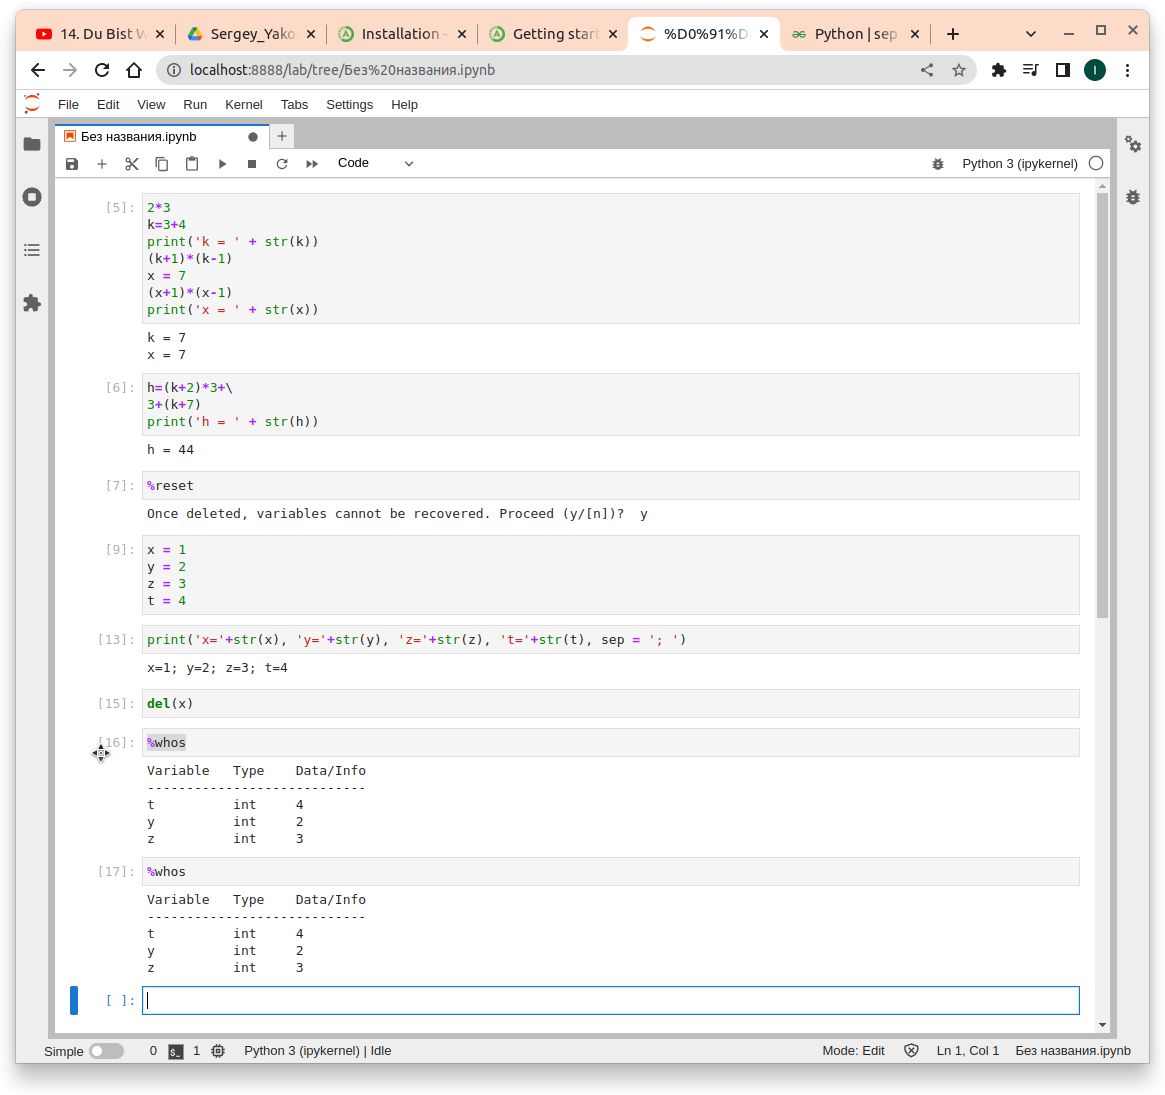 14. Du Bist
Sergey_Yako
Installation
Getting start
%D0%91%D
Python | sep
localhost:8888/lab/tree/Без%20названия.ipynb
I
File Edit View Run Kernel Tabs Settings Help
Без названия.ipynb
Code
Python 3 (ipykernel)
[5]:
2*3
k=3+4
print('k = ' + str(k))
(k+1)*(k-1)
x = 7
(x+1)*(x-1)
print('x = ' + str(x))
k = 7
x = 7
[6]:
h=(k+2)*3+\
3+(k+7)
print('h = ' + str(h))
h = 44
[7]:
%reset
Once deleted, variables cannot be recovered. Proceed (y/[n])?  y
[9]:
x = 1
y = 2
z = 3
t = 4
[13]:
print('x='+str(x), 'y='+str(y), 'z='+str(z), 't='+str(t), sep = '; ')
x=1; y=2; z=3; t=4
[15]:
del(x)
[16]:
%whos
Variable   Type    Data/Info
----------------------------
t          int     4
y          int     2
z          int     3
[17]:
%whos
Variable   Type    Data/Info
----------------------------
t          int     4
y          int     2
z          int     3
[ ]:
Simple 0 $_ 1 Python 3 (ipykernel) | Idle Mode: Edit Ln 1, Col 1 Без названия.ipynb